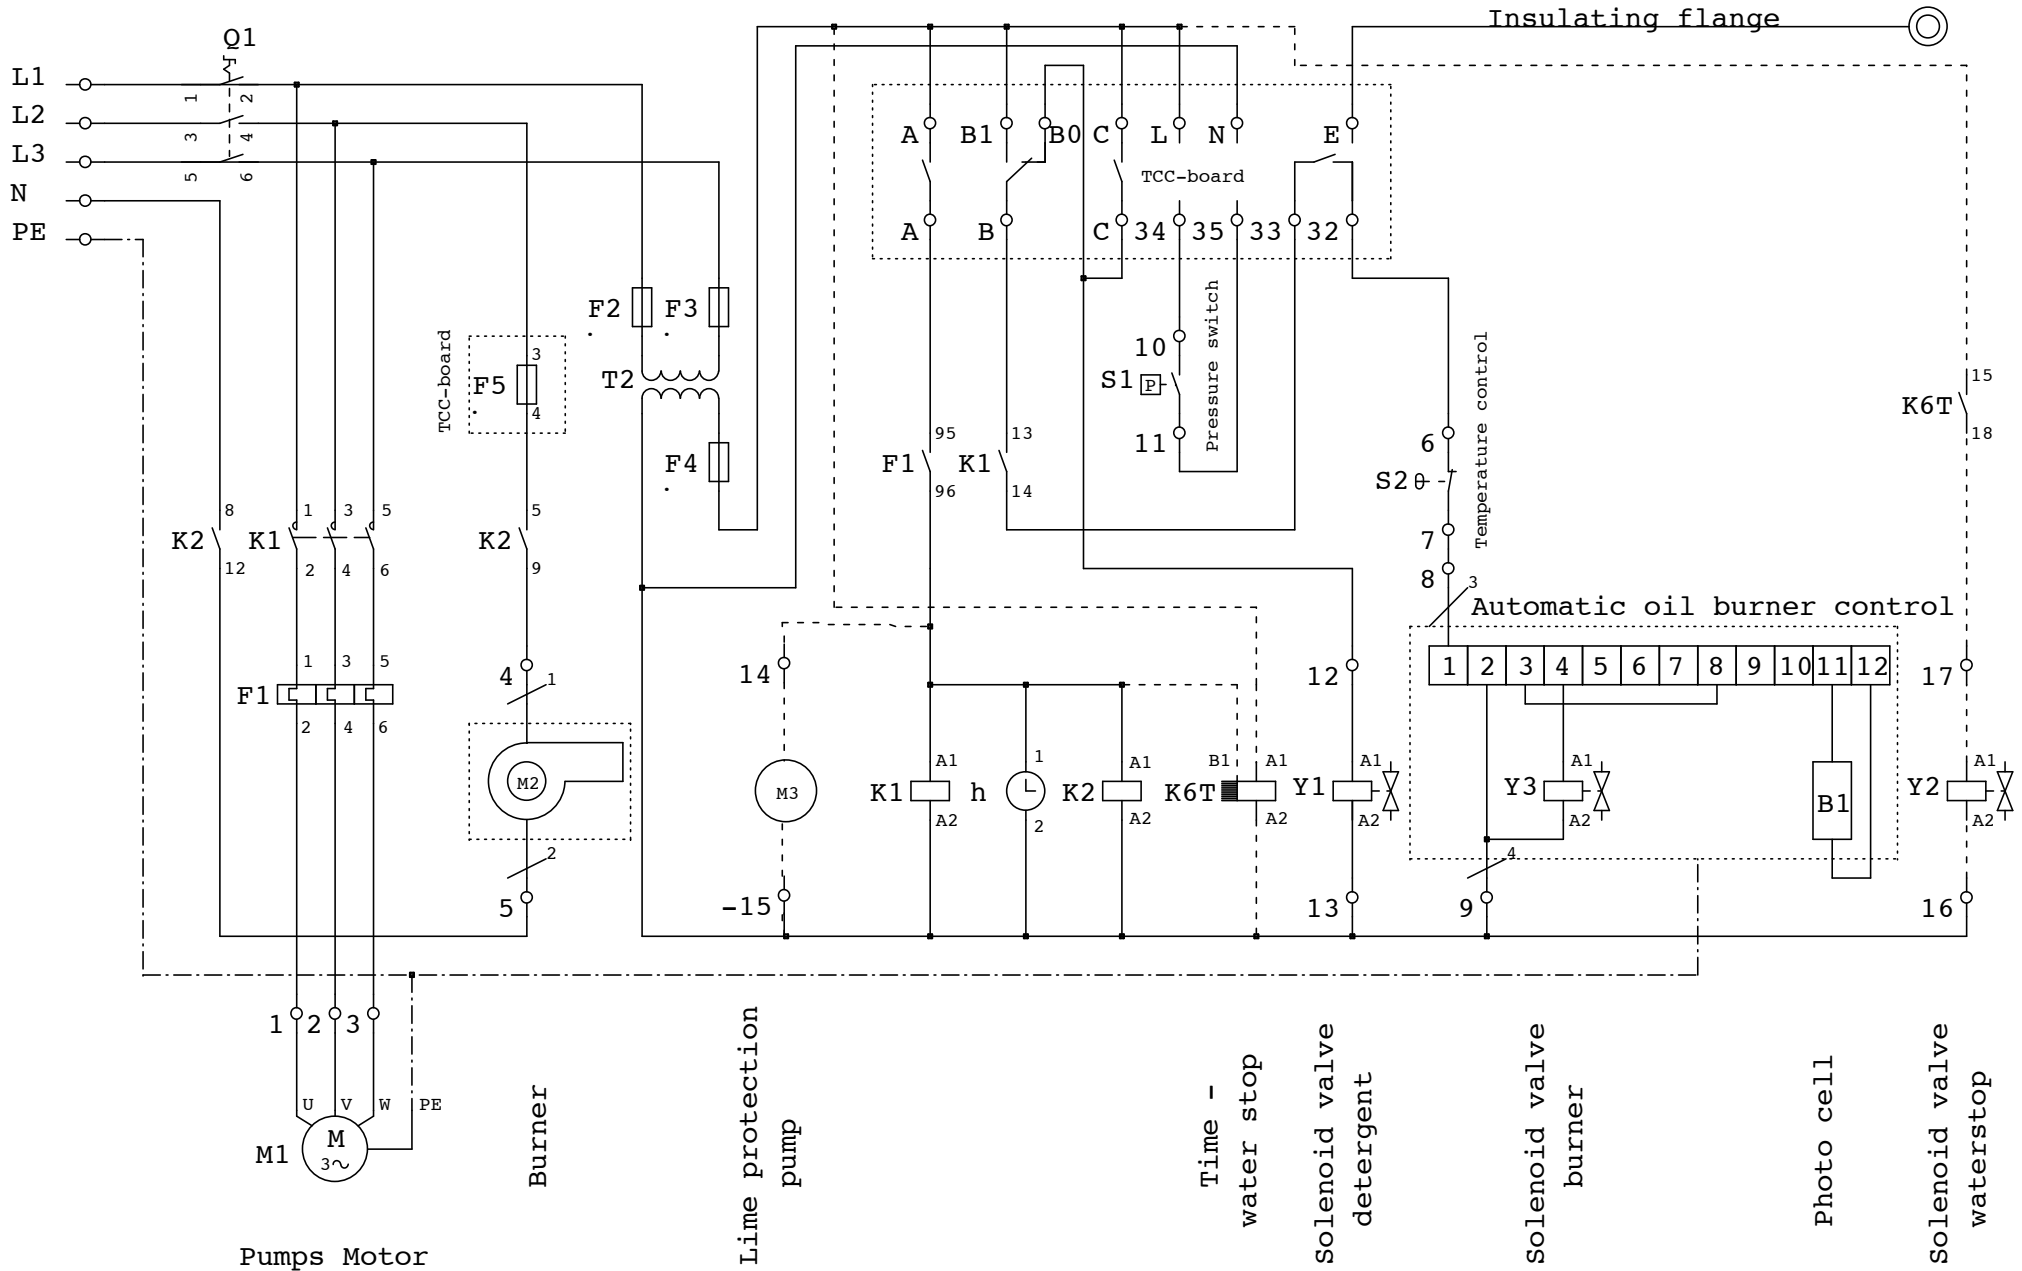 Insulating flange
Q1
L1
1 2
L2
3 4
L3
5 6
N
PE
A B1 B0 C L N E
TCC-board
A B C 34 35 33 32
F2 F3
.
.
TCC-board
3
F5
.
4
T2
F4
.
10
S1 P
11
Pressure switch
Temperature control
6
S2
7
8
3
15
K6T
18
95 13
F1 K1
96 14
8 1 3 5
K2 K1
12 2 4 6
5
K2
9
Automatic oil burner control
1 2 3 4 5 6 7 8 9 10 11 12
1 3 5
F1
2 4 6
4
1
M2
2
5
14
M3
-15
A1
K1
A2
1
h
2
A1
K2
A2
B1 A1
K6T
A2
12
A1
Y1
A2
13
A1
Y3
A2
4
9
B1
17
A1
Y2
A2
16
1 2 3
U V W PE
M
3~
M1
Pumps Motor
Burner
Lime protection
pump
Time -
water stop
Solenoid valve
detergent
Solenoid valve
burner
Photo cell
Solenoid valve
waterstop